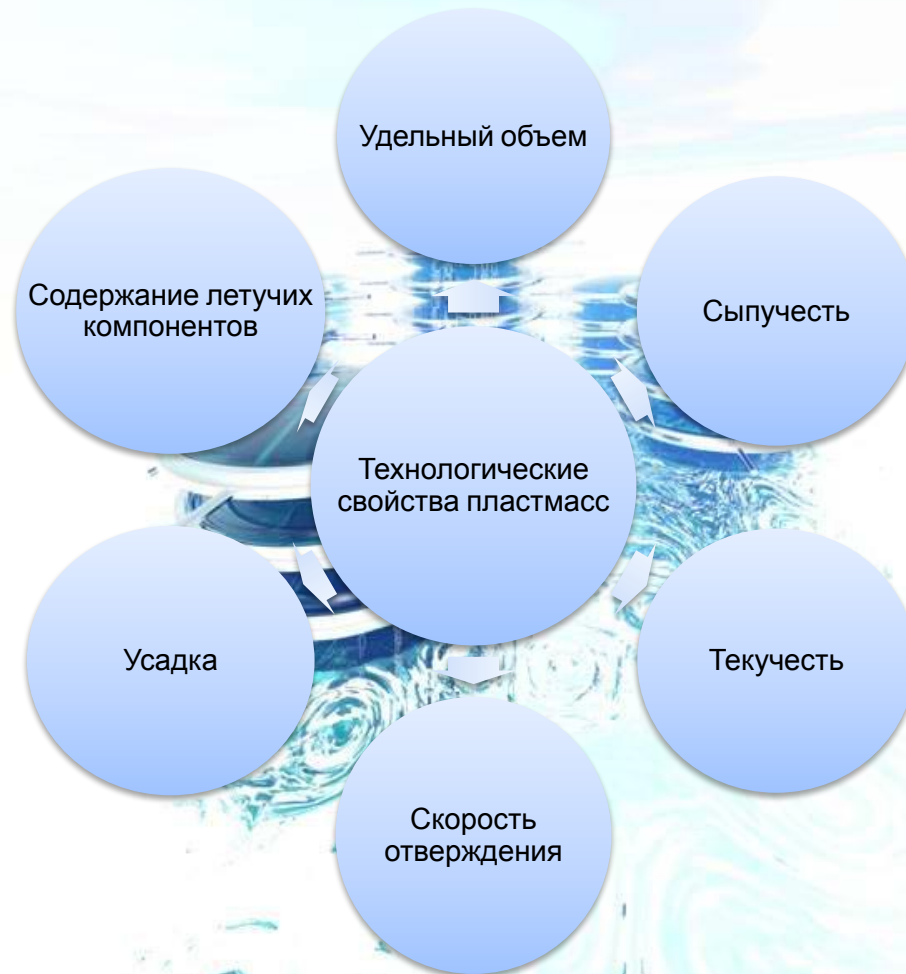 Удельный объем
Содержание летучих
компонентов
Сыпучесть
Технологические
свойства пластмасс
Усадка
Текучесть
Скорость
отверждения